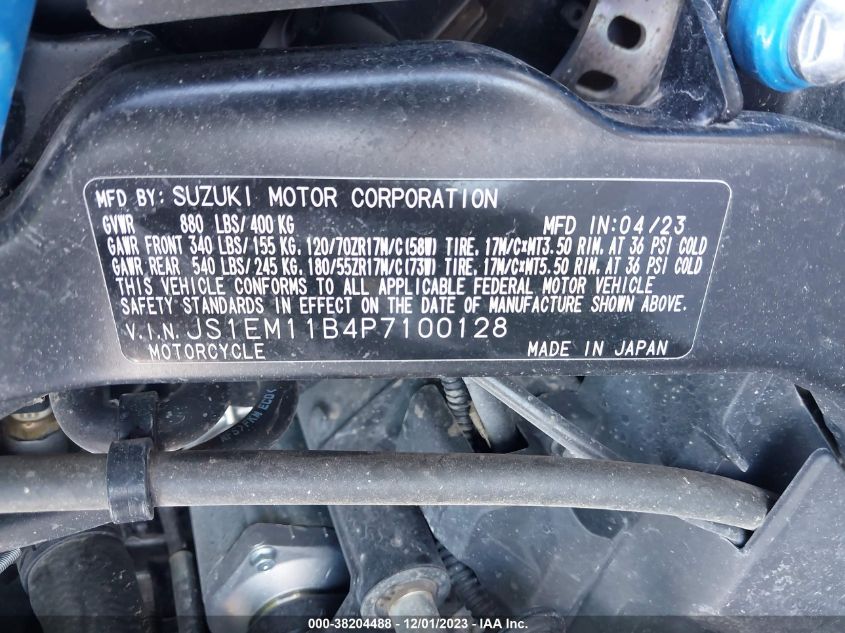 MFD BY: SUZUKI MOTOR CORPORATION
GVWR 880 LBS/400 KG MFD IN:04/23
GAWR FRONT 340 LBS/155 KG, 120/70ZR17M/C(58W) TIRE, 17M/C×MT3.50 RIM, AT 36 PSI COLD
GAWR REAR 540 LBS/245 KG, 180/55ZR17M/C(73W) TIRE, 17M/C×MT5.50 RIM, AT 36 PSI COLD
THIS VEHICLE CONFORMS TO ALL APPLICABLE FEDERAL MOTOR VEHICLE
SAFETY STANDARDS IN EFFECT ON THE DATE OF MANUFACTURE SHOWN ABOVE.
V.I.N. JS1EM11B4P7100128
MOTORCYCLE MADE IN JAPAN
000-38204488 - 12/01/2023 - © IAA Inc.